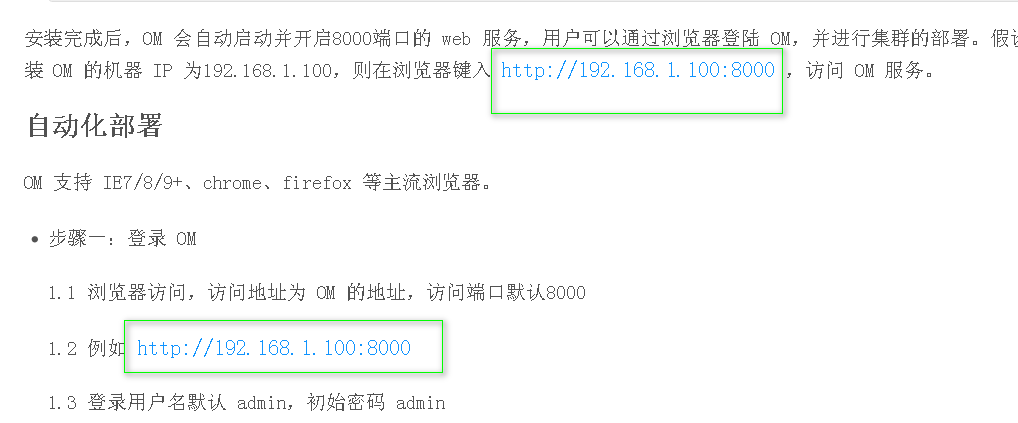 安装完成后，OM 会自动启动并开启8000端口的 web 服务，用户可以通过浏览器登陆 OM，并进行集群的部署。假设
装 OM 的机器 IP 为192.168.1.100，则在浏览器键入 http://192.168.1.100:8000 ，访问 OM 服务。
自动化部署
OM 支持 IE7/8/9+、chrome、firefox 等主流浏览器。
• 步骤一：登录 OM
1.1 浏览器访问，访问地址为 OM 的地址，访问端口默认8000
1.2 例如 http://192.168.1.100:8000
1.3 登录用户名默认 admin，初始密码 admin